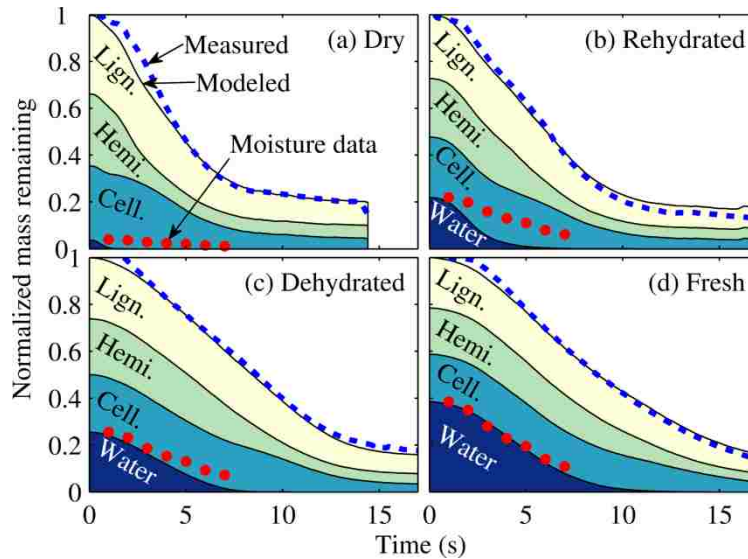 1
0.8
0.6
0.4
0.2
0
(a) Dry
Measured
Modeled
Moisture data
Lign.
Hemi.
Cell.
(b) Rehydrated
Lign.
Hemi.
Cell.
Water
1
0.8
0.6
0.4
0.2
0
(c) Dehydrated
Lign.
Hemi.
Cell.
Water
(d) Fresh
Lign.
Hemi.
Cell.
Water
0 5 10 15
0 5 10 15
Normalized mass remaining
Time (s)